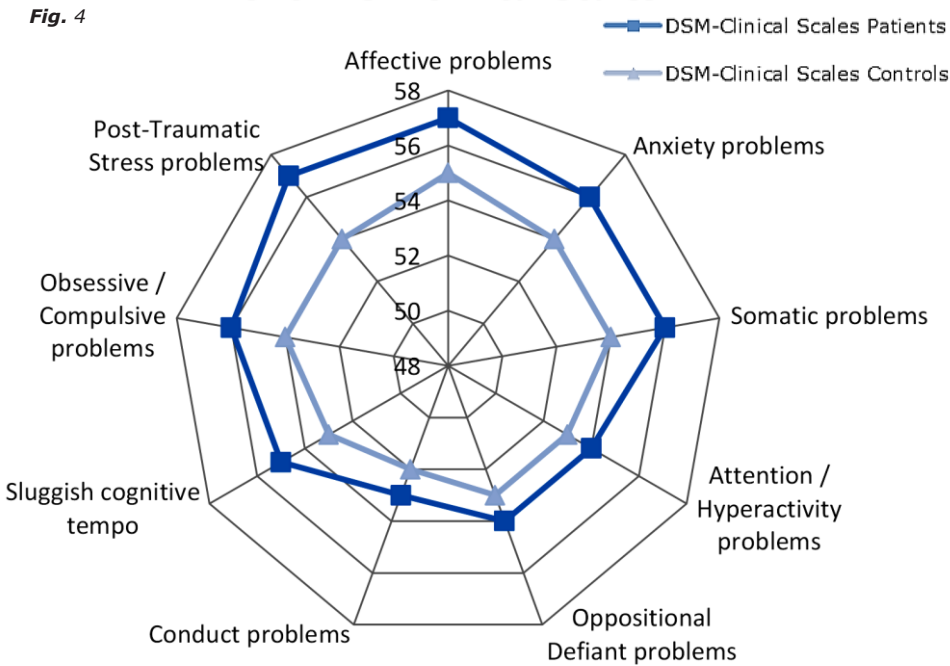 Fig. 4
DSM-Clinical Scales Patients
DSM-Clinical Scales Controls
Affective problems
58
56
54
52
50
48
Anxiety problems
Somatic problems
Attention /
Hyperactivity
problems
Oppositional
Defiant problems
Conduct problems
Sluggish cognitive
tempo
Obsessive /
Compulsive
problems
Post-Traumatic
Stress problems